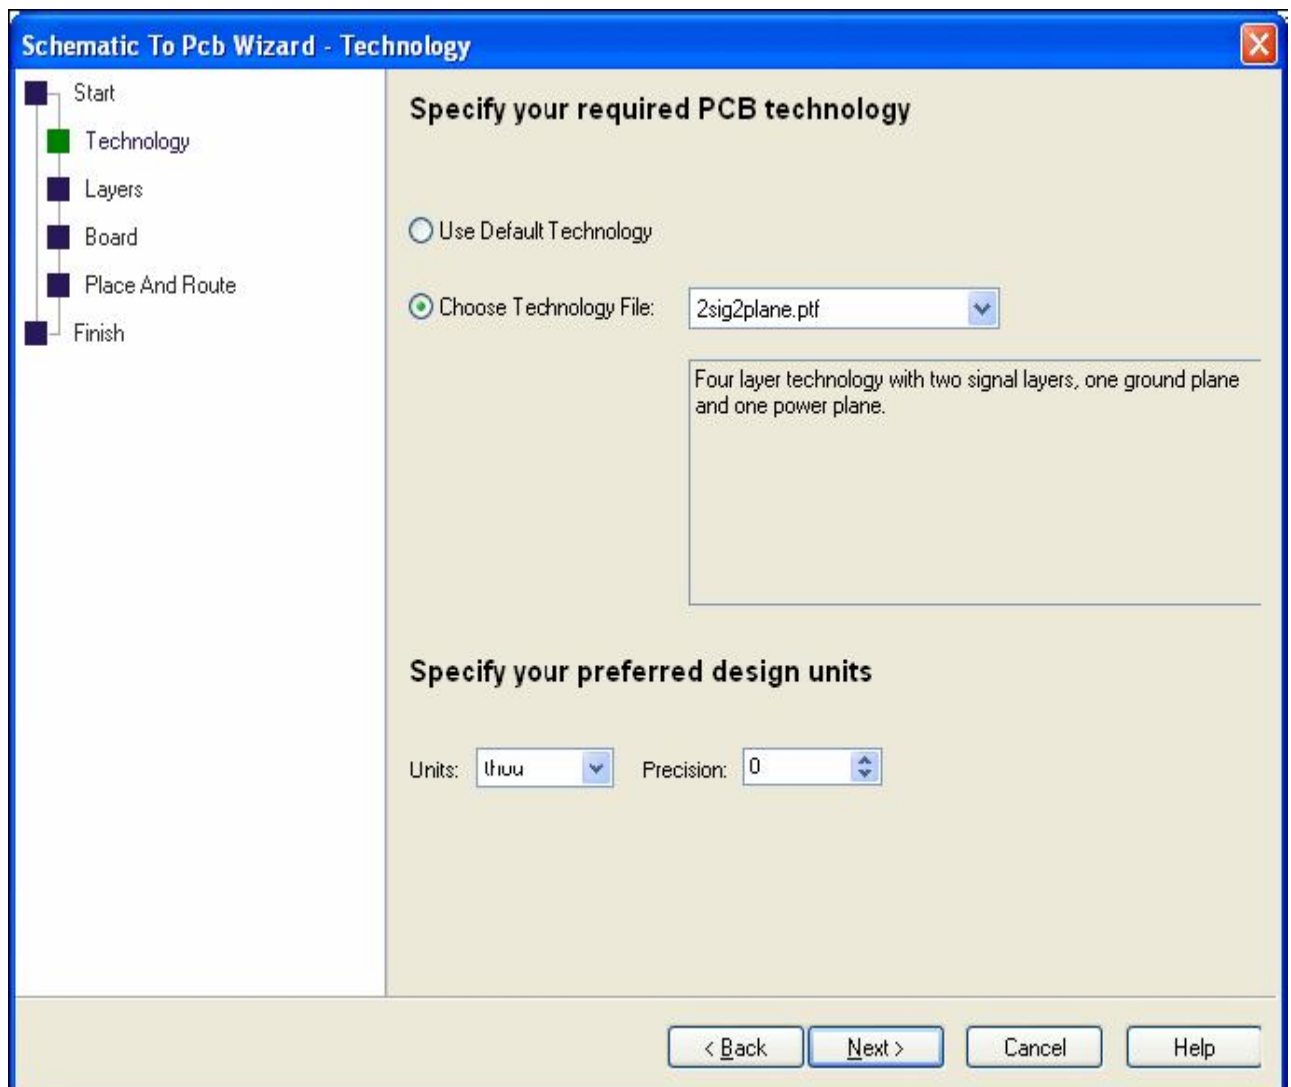 Schematic To Pcb Wizard - Technology
Start
Technology
Layers
Board
Place And Route
Finish
Specify your required PCB technology
Use Default Technology
Choose Technology File: 2sig2plane.ptf
Four layer technology with two signal layers, one ground plane
and one power plane.
Specify your preferred design units
Units: thou Precision: 0
< Back Next > Cancel Help